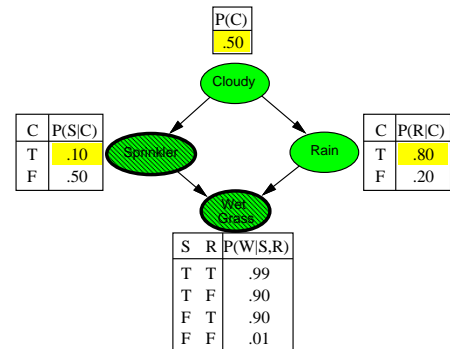 P(C)
.50
Cloudy
C P(S|C)
T .10
F .50
Sprinkler
Rain
C P(R|C)
T .80
F .20
Wet
Grass
S R P(W|S,R)
T T .99
T F .90
F T .90
F F .01